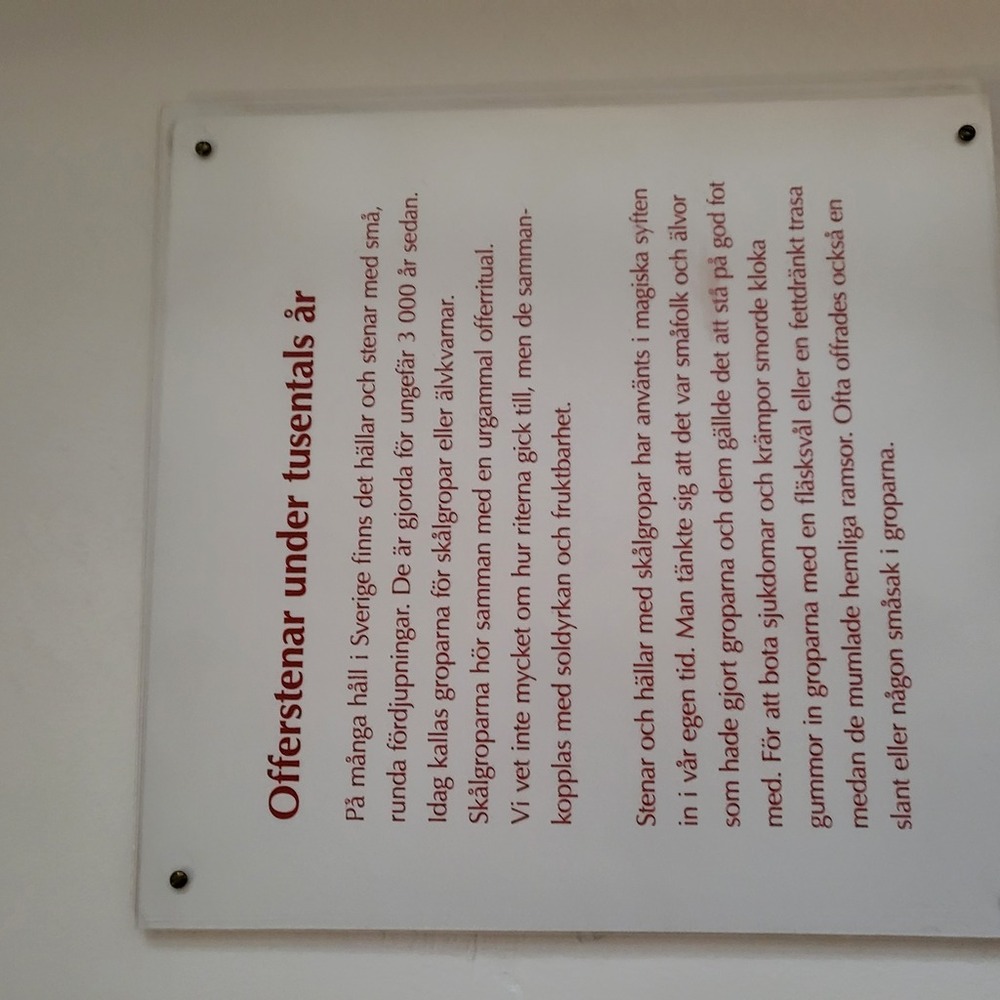 Offerstenar under tusentals år
På många håll i Sverige finns det hällar och stenar med små,
runda fördjupningar. De är gjorda för ungefär 3 000 år sedan.
Idag kallas groparna för skålgropar eller älvkvarnar.
Skålgroparna hör samman med en urgammal offerritual.
Vi vet inte mycket om hur riterna gick till, men de samman-
kopplas med soldyrkan och fruktbarhet.
Stenar och hällar med skålgropar har använts i magiska syften
in i vår egen tid. Man tänkte sig att det var småfolk och älvor
som hade gjort groparna och dem gällde det att stå på god fot
med. För att bota sjukdomar och krämpor smorde kloka
gummor in groparna med en fläsksvål eller en fettdränkt trasa
medan de mumlade hemliga ramsor. Ofta offrades också en
slant eller någon småsak i groparna.